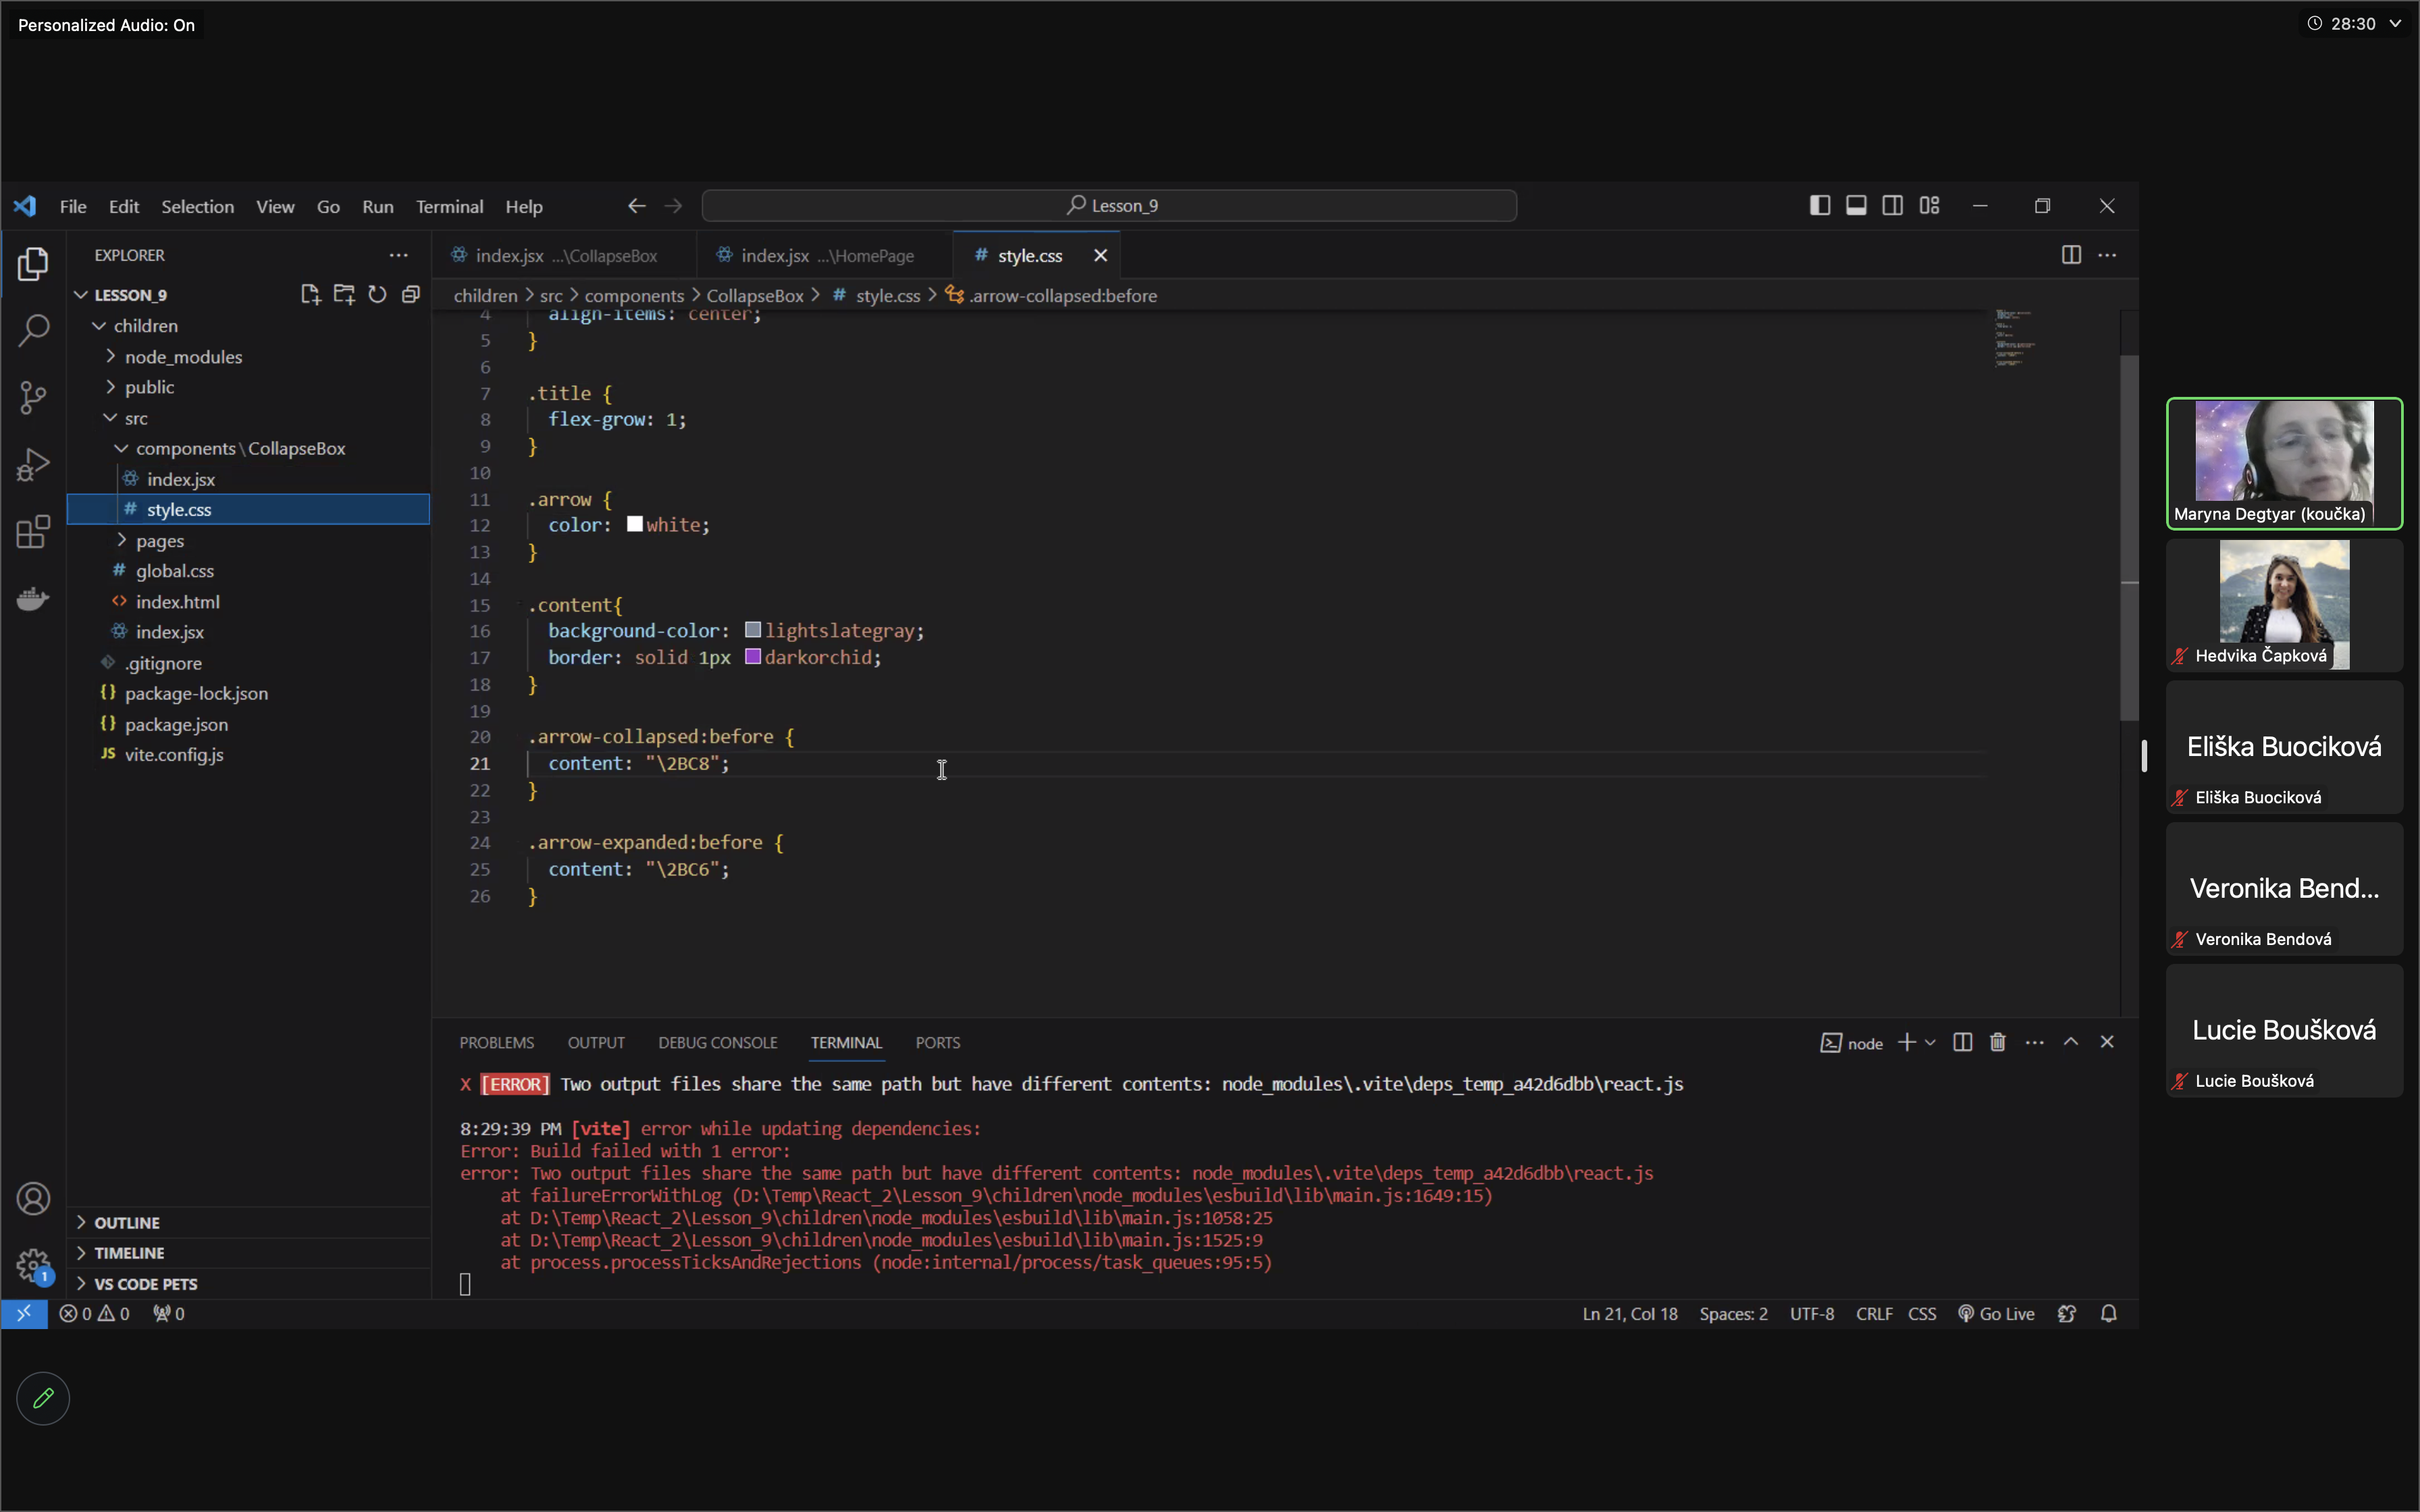 Personalized Audio: On
28:30
File Edit Selection View Go Run Terminal Help
Lesson_9
EXPLORER
LESSON_9
children
node_modules
public
src
components\CollapseBox
index.jsx
style.css
pages
global.css
index.html
index.jsx
.gitignore
package-lock.json
package.json
JS vite.config.js
OUTLINE
TIMELINE
VS CODE PETS
index.jsx ...\CollapseBox
index.jsx ...\HomePage
# style.css
children > src > components > CollapseBox > # style.css > .arrow-collapsed:before
4 align-items: center;
5 }
6
7 .title {
8 flex-grow: 1;
9 }
10
11 .arrow {
12 color: white;
13 }
14
15 .content{
16 background-color: lightslategray;
17 border: solid 1px darkorchid;
18 }
19
20 .arrow-collapsed:before {
21 content: "\2BC8";
22 }
23
24 .arrow-expanded:before {
25 content: "\2BC6";
26 }
PROBLEMS OUTPUT DEBUG CONSOLE TERMINAL PORTS
node
X [ERROR] Two output files share the same path but have different contents: node_modules\.vite\deps_temp_a42d6dbb\react.js
8:29:39 PM [vite] error while updating dependencies:
Error: Build failed with 1 error:
error: Two output files share the same path but have different contents: node_modules\.vite\deps_temp_a42d6dbb\react.js
at failureErrorWithLog (D:\Temp\React_2\Lesson_9\children\node_modules\esbuild\lib\main.js:1649:15)
at D:\Temp\React_2\Lesson_9\children\node_modules\esbuild\lib\main.js:1058:25
at D:\Temp\React_2\Lesson_9\children\node_modules\esbuild\lib\main.js:1525:9
at process.processTicksAndRejections (node:internal/process/task_queues:95:5)
1
0 0 0
Ln 21, Col 18 Spaces: 2 UTF-8 CRLF CSS Go Live
Maryna Degtyar (koučka)
Hedvika Čapková
Eliška Buociková
Eliška Buociková
Veronika Bend...
Veronika Bendová
Lucie Boušková
Lucie Boušková